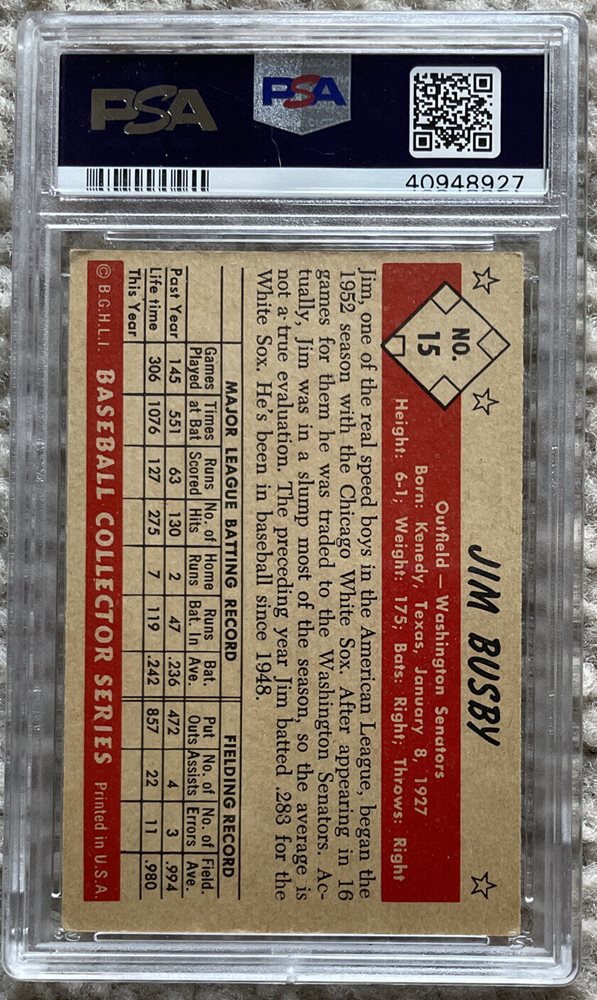 PSA
PSA
40948927
NO.
15
JIM BUSBY
Outfield — Washington Senators
Born: Kenedy, Texas, January 8, 1927
Height: 6-1; Weight: 175; Bats: Right; Throws: Right
Jim, one of the real speed boys in the American League, began the
1952 season with the Chicago White Sox. After appearing in 16
games for them he was traded to the Washington Senators. Ac-
tually, Jim was in a slump most of the season, so the average is
not a true evaluation. The preceding year Jim batted .283 for the
White Sox. He's been in baseball since 1948.
MAJOR LEAGUE BATTING RECORD FIELDING RECORD
Games Times Runs No. of Home Runs Bat. Put No. of No. of Field.
Played at Bat Scored Hits Runs Bat. In Ave. Outs Assists Errors Ave.
Past Year 145 551 63 130 2 47 .236 472 4 3 .994
Life time 306 1076 127 275 7 119 .242 857 22 11 .980
This Year
© B.G.H.L.I. BASEBALL COLLECTOR SERIES Printed in U.S.A.